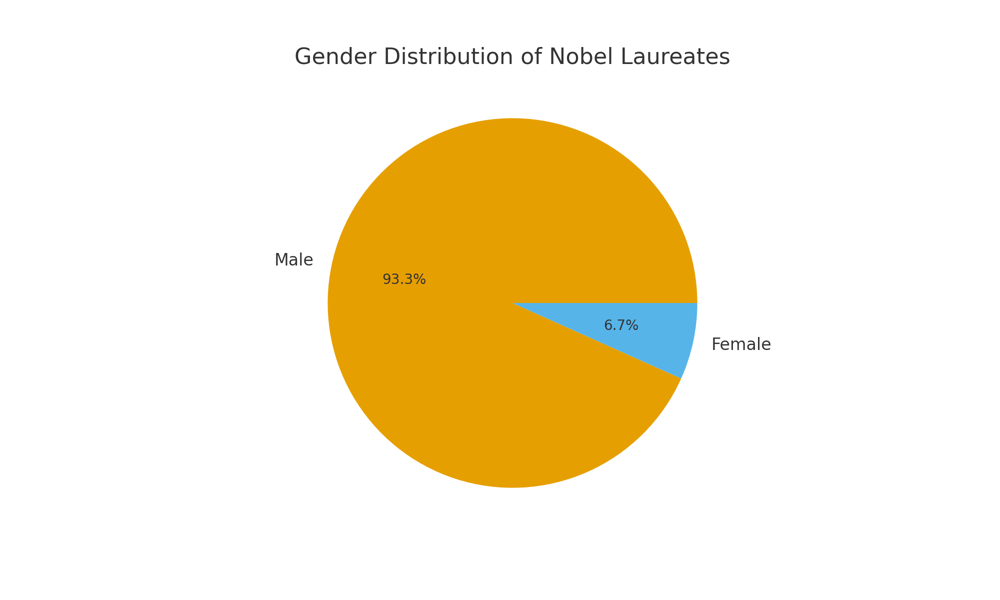 Gender Distribution of Nobel Laureates
Male
93.3%
6.7%
Female